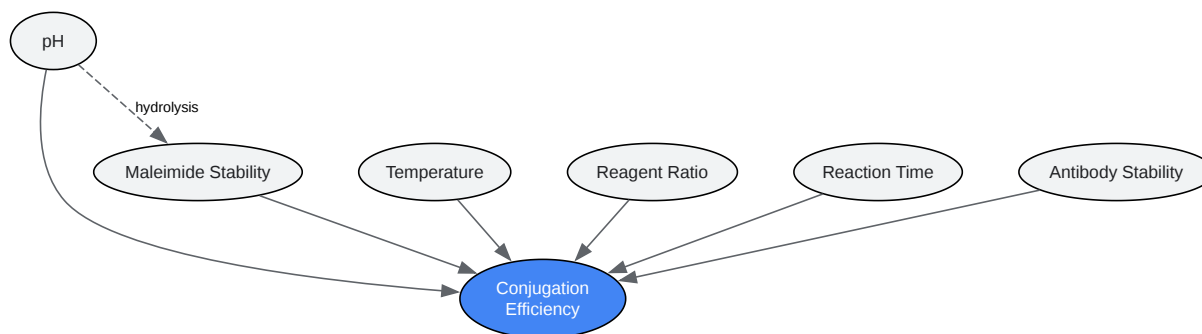 pH
hydrolysis
Maleimide Stability
Temperature
Reagent Ratio
Reaction Time
Antibody Stability
Conjugation
Efficiency